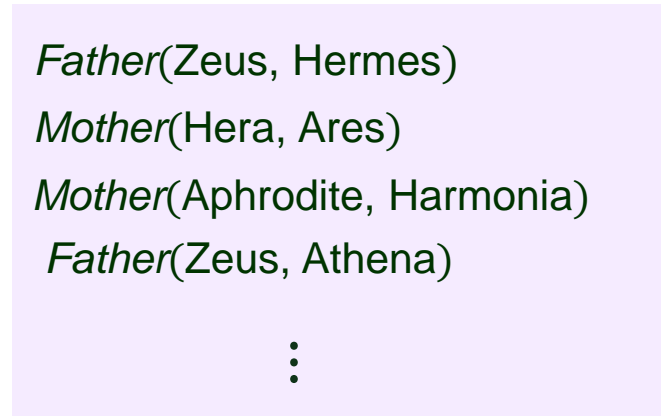 Father(Zeus, Hermes)
Mother(Hera, Ares)
Mother(Aphrodite, Harmonia)
Father(Zeus, Athena)
⋮